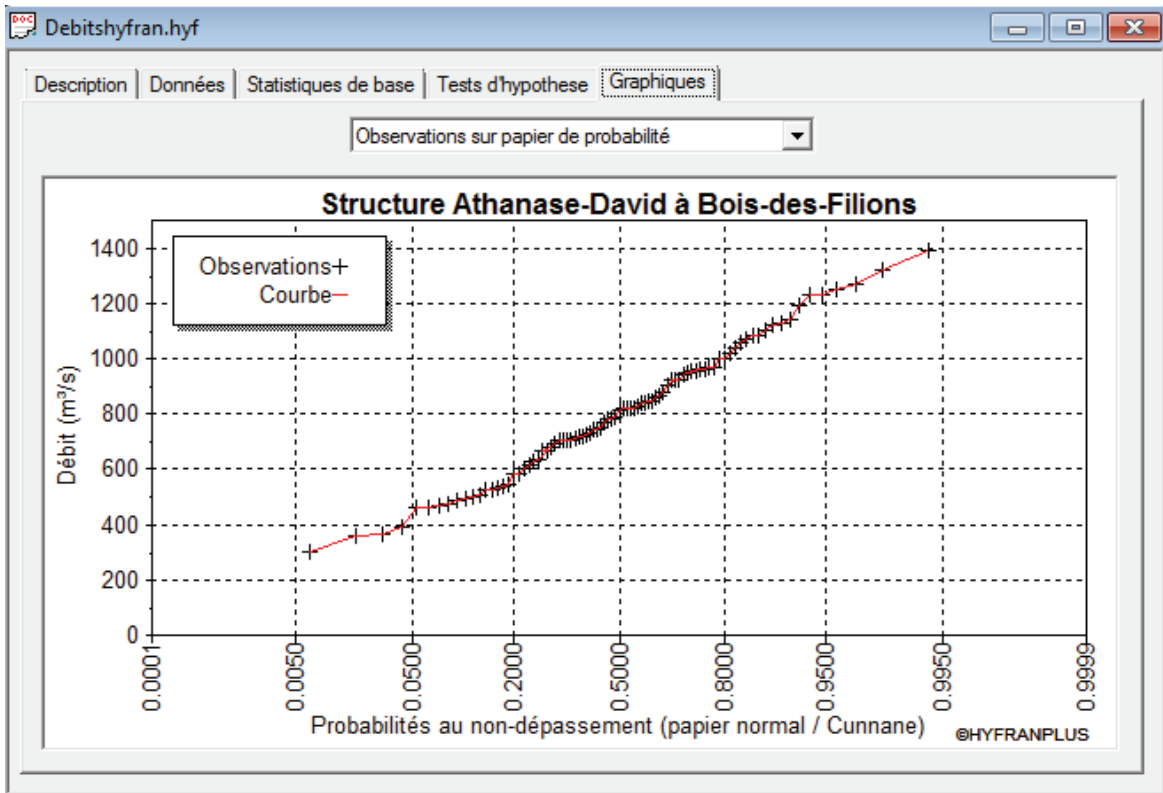 DOC Debitshyfran.hyf
Description Données Statistiques de base Tests d'hypothese Graphiques
Observations sur papier de probabilité
Structure Athanase-David à Bois-des-Filions
Observations
Courbe
Débit (m³/s)
1400
1200
1000
800
600
400
200
0
0.0001 0.0050 0.0500 0.2000 0.5000 0.8000 0.9500 0.9950 0.9999
Probabilités au non-dépassement (papier normal / Cunnane)
©HYFRANPLUS